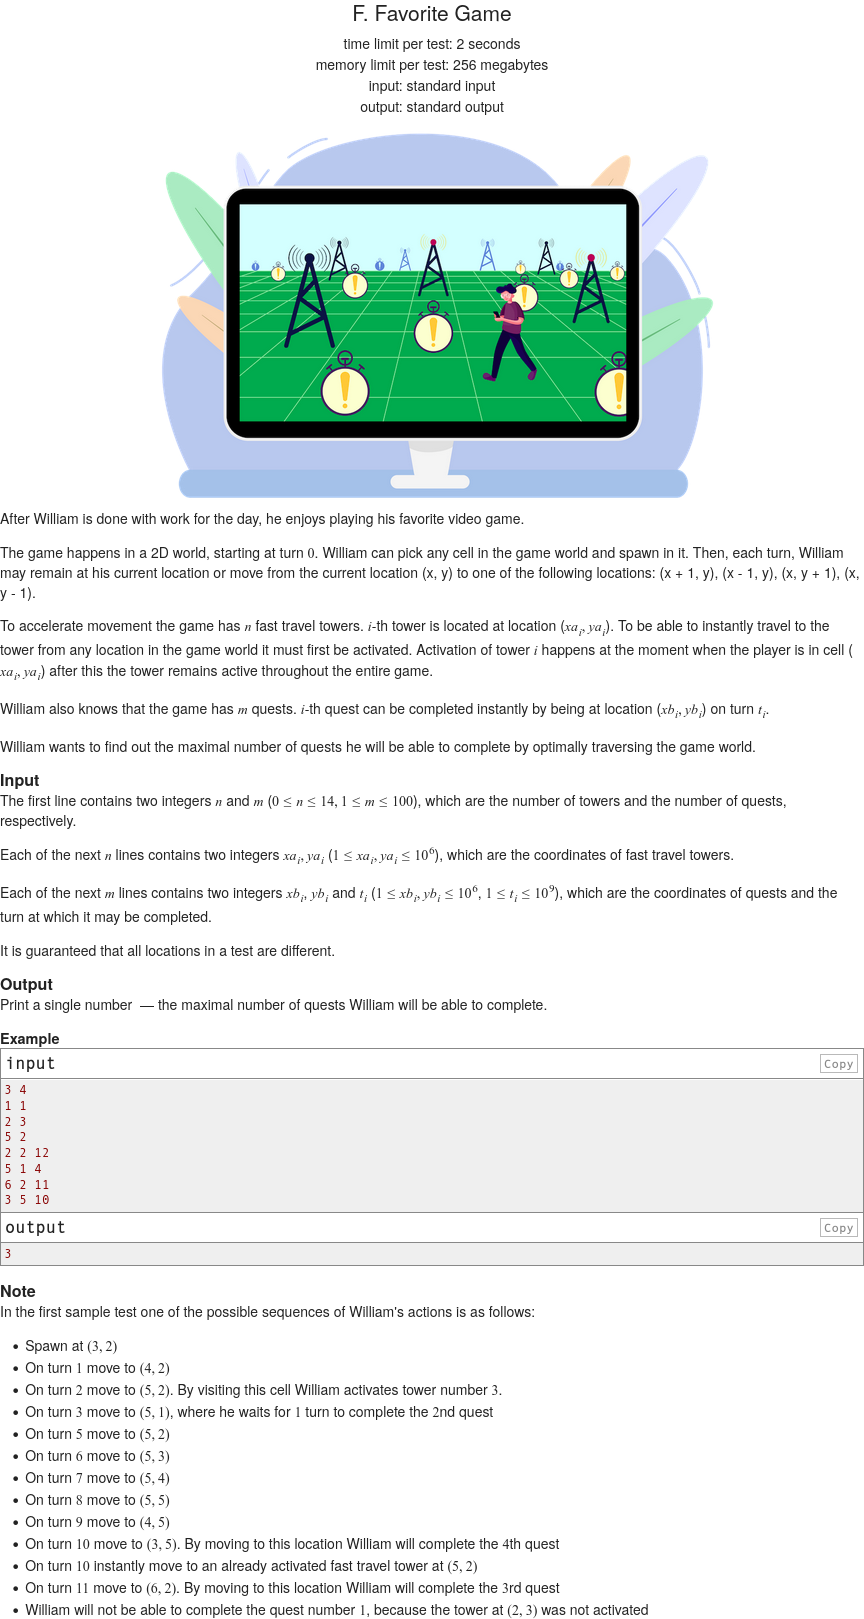 F. Favorite Game
time limit per test: 2 seconds
memory limit per test: 256 megabytes
input: standard input
output: standard output
After William is done with work for the day, he enjoys playing his favorite video game.
The game happens in a 2D world, starting at turn 0. William can pick any cell in the game world and spawn in it. Then, each turn, William
may remain at his current location or move from the current location (x, y) to one of the following locations: (x + 1, y), (x - 1, y), (x, y + 1), (x,
y - 1).
To accelerate movement the game has n fast travel towers. i-th tower is located at location (xa_i, ya_i). To be able to instantly travel to the
tower from any location in the game world it must first be activated. Activation of tower i happens at the moment when the player is in cell (
xa_i, ya_i) after this the tower remains active throughout the entire game.
William also knows that the game has m quests. i-th quest can be completed instantly by being at location (xb_i, yb_i) on turn t_i.
William wants to find out the maximal number of quests he will be able to complete by optimally traversing the game world.
Input
The first line contains two integers n and m (0 ≤ n ≤ 14, 1 ≤ m ≤ 100), which are the number of towers and the number of quests,
respectively.
Each of the next n lines contains two integers xa_i, ya_i (1 ≤ xa_i, ya_i ≤ 10^6), which are the coordinates of fast travel towers.
Each of the next m lines contains two integers xb_i, yb_i and t_i (1 ≤ xb_i, yb_i ≤ 10^6, 1 ≤ t_i ≤ 10^9), which are the coordinates of quests and the
turn at which it may be completed.
It is guaranteed that all locations in a test are different.
Output
Print a single number — the maximal number of quests William will be able to complete.
Example
input Copy
3 4
1 1
2 3
5 2
2 2 12
5 1 4
6 2 11
3 5 10
output Copy
3
Note
In the first sample test one of the possible sequences of William's actions is as follows:
• Spawn at (3, 2)
• On turn 1 move to (4, 2)
• On turn 2 move to (5, 2). By visiting this cell William activates tower number 3.
• On turn 3 move to (5, 1), where he waits for 1 turn to complete the 2nd quest
• On turn 5 move to (5, 2)
• On turn 6 move to (5, 3)
• On turn 7 move to (5, 4)
• On turn 8 move to (5, 5)
• On turn 9 move to (4, 5)
• On turn 10 move to (3, 5). By moving to this location William will complete the 4th quest
• On turn 10 instantly move to an already activated fast travel tower at (5, 2)
• On turn 11 move to (6, 2). By moving to this location William will complete the 3rd quest
• William will not be able to complete the quest number 1, because the tower at (2, 3) was not activated